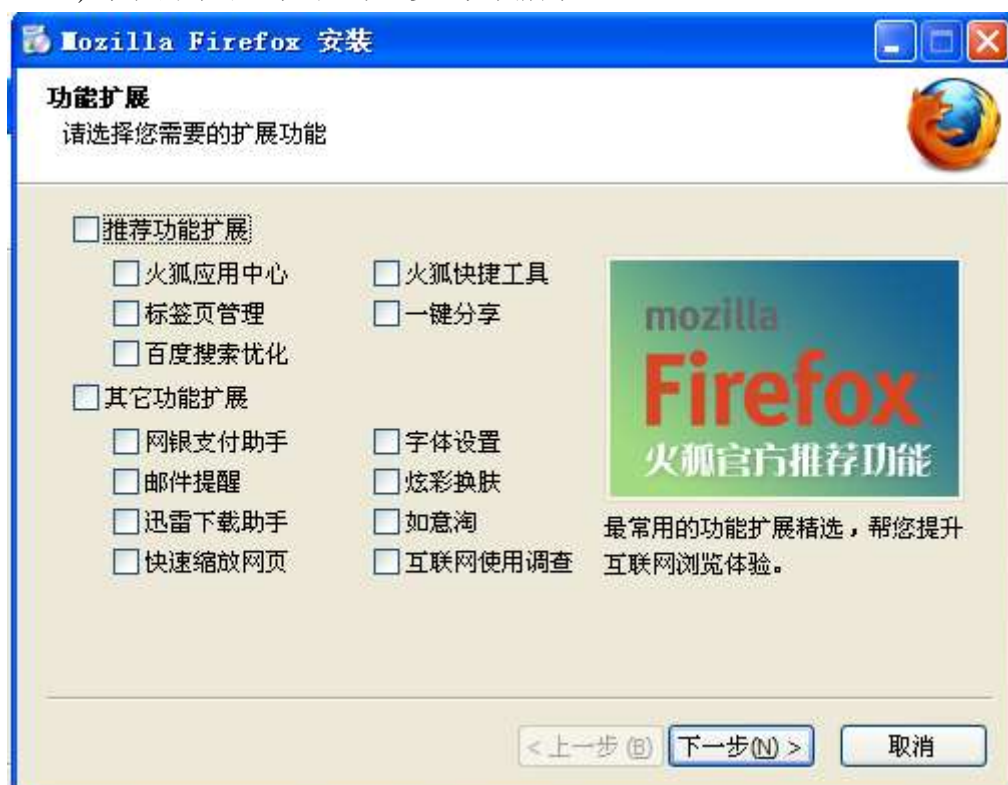 Mozilla Firefox 安装
功能扩展
请选择您需要的扩展功能
推荐功能扩展
火狐应用中心 火狐快捷工具
标签页管理 一键分享
百度搜索优化
其它功能扩展
网银支付助手 字体设置
邮件提醒 炫彩换肤
迅雷下载助手 如意淘
快速缩放网页 互联网使用调查
mozilla
Firefox
火狐官方推荐功能
最常用的功能扩展精选，帮您提升
互联网浏览体验。
<上一步(B) 下一步(N)> 取消